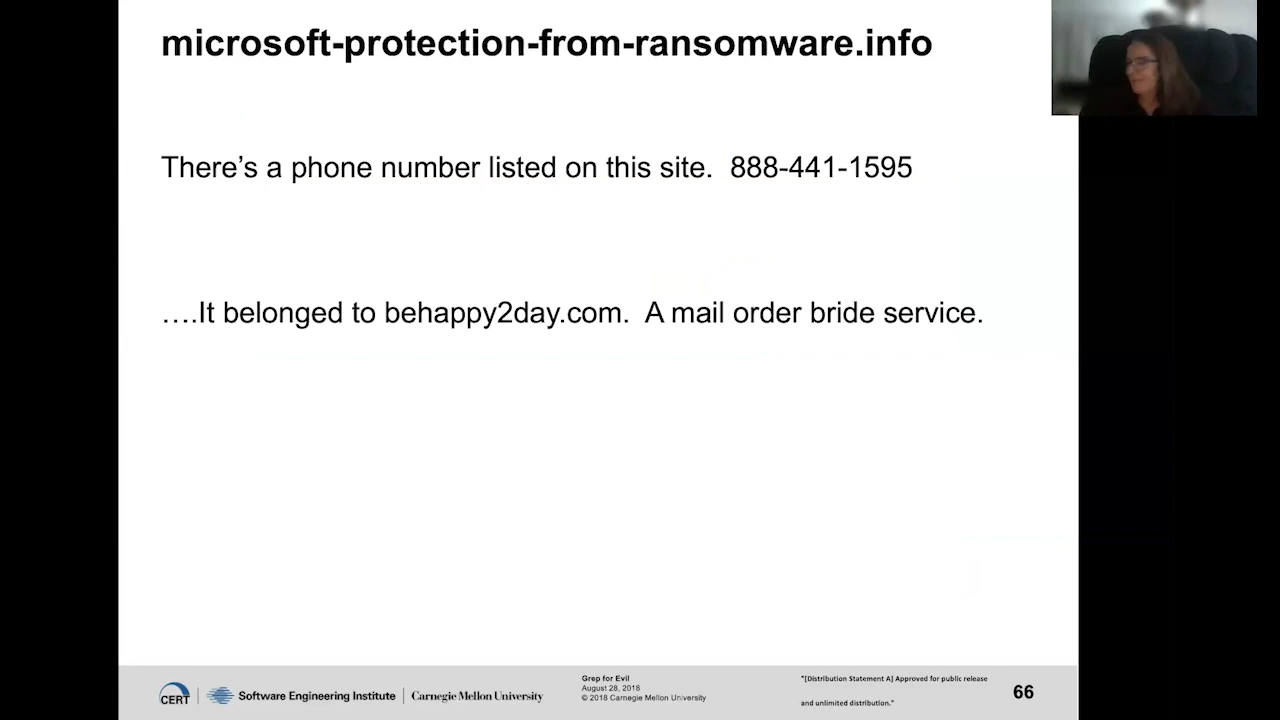 microsoft-protection-from-ransomware.info
There’s a phone number listed on this site.  888-441-1595
….It belonged to behappy2day.com.  A mail order bride service.
CERT
Software Engineering Institute
Carnegie Mellon University
Grep for Evil
August 28, 2018
© 2018 Carnegie Mellon University
"[Distribution Statement A] Approved for public release
and unlimited distribution."
66